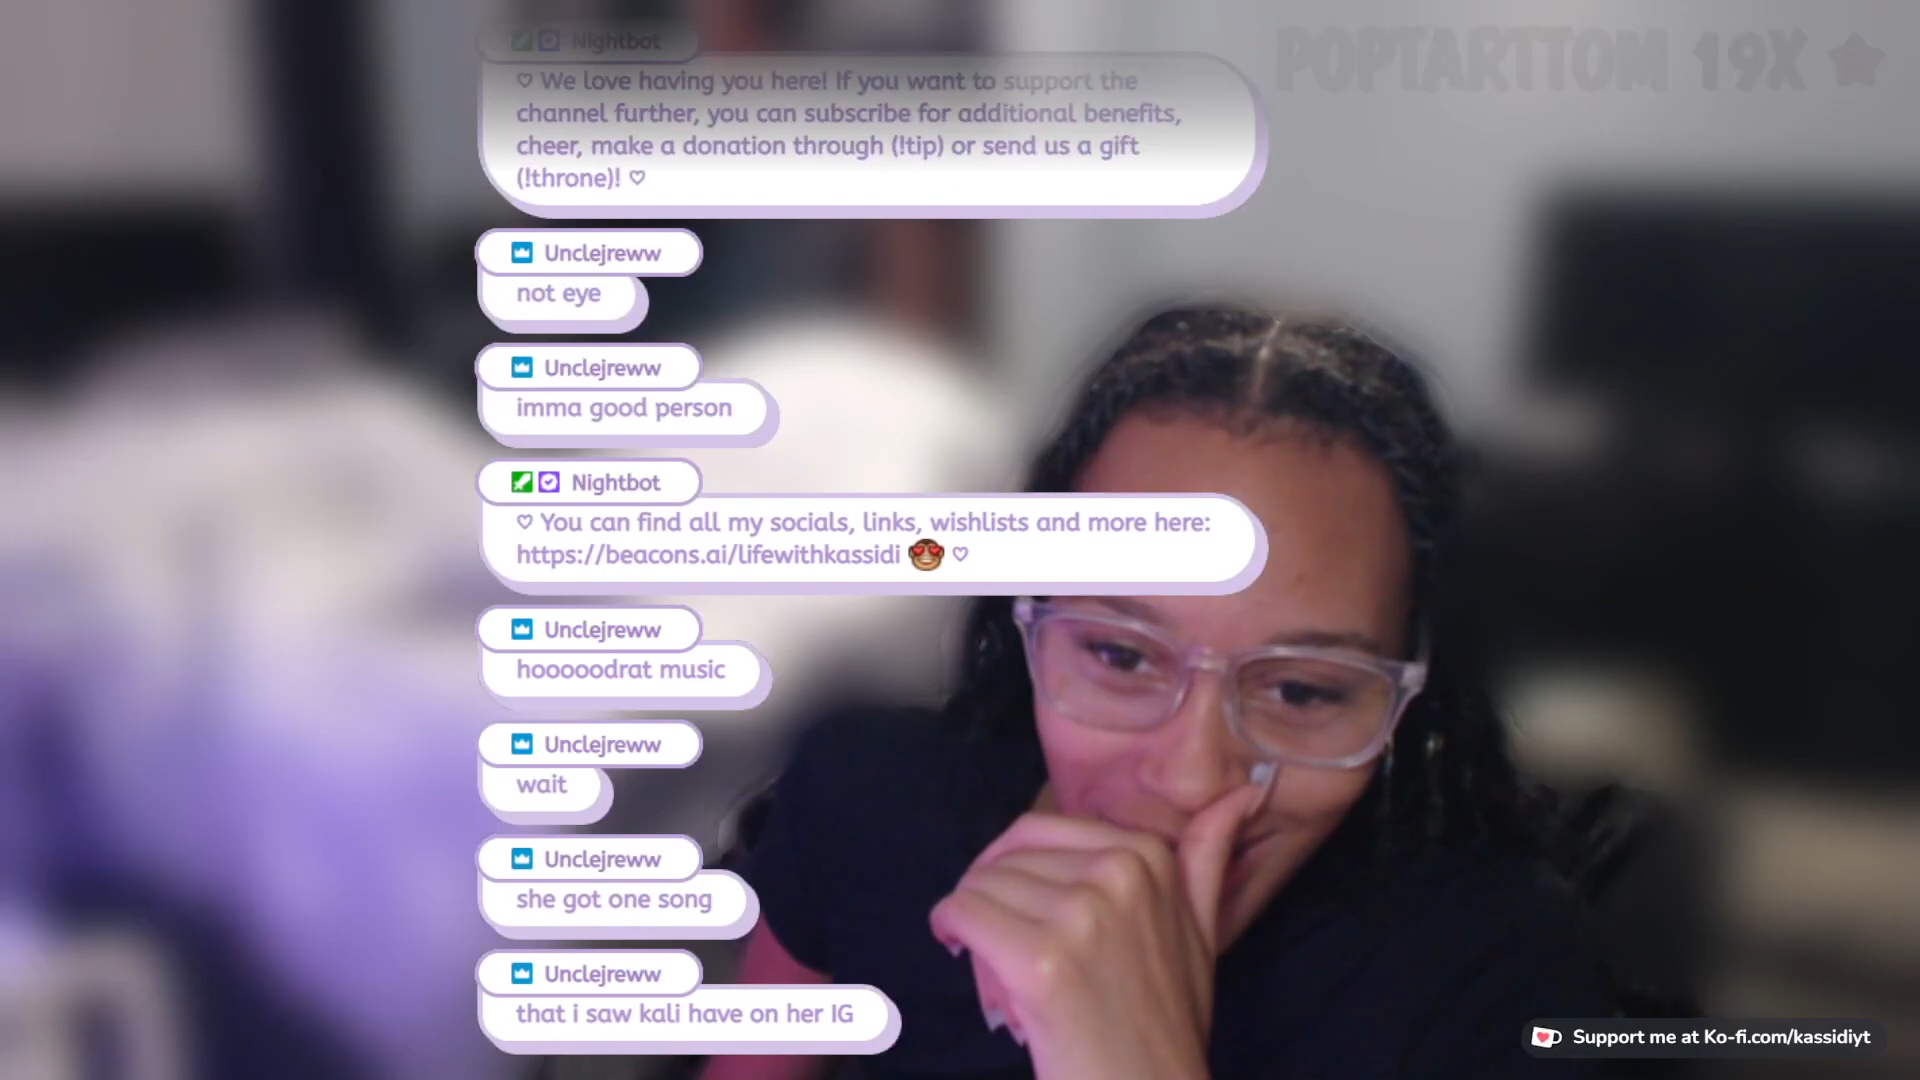 POPTARTTOM 19X
Nightbot
♡ We love having you here! If you want to support the
channel further, you can subscribe for additional benefits,
cheer, make a donation through (!tip) or send us a gift
(!throne)! ♡
Unclejreww
not eye
Unclejreww
imma good person
Nightbot
♡ You can find all my socials, links, wishlists and more here:
https://beacons.ai/lifewithkassidi 😍 ♡
Unclejreww
hooooodrat music
Unclejreww
wait
Unclejreww
she got one song
Unclejreww
that i saw kali have on her IG
Support me at Ko-fi.com/kassidiyt